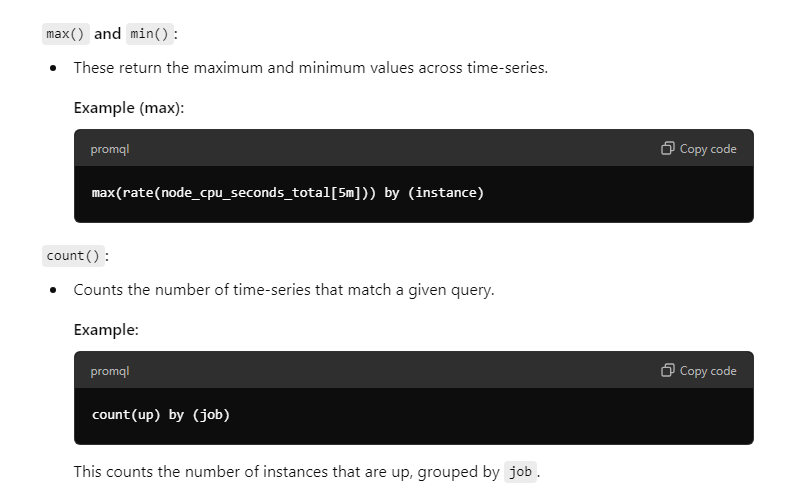 max() and min():
• These return the maximum and minimum values across time-series.
Example (max):
promql
Copy code
max(rate(node_cpu_seconds_total[5m])) by (instance)
count():
• Counts the number of time-series that match a given query.
Example:
promql
Copy code
count(up) by (job)
This counts the number of instances that are up, grouped by job.